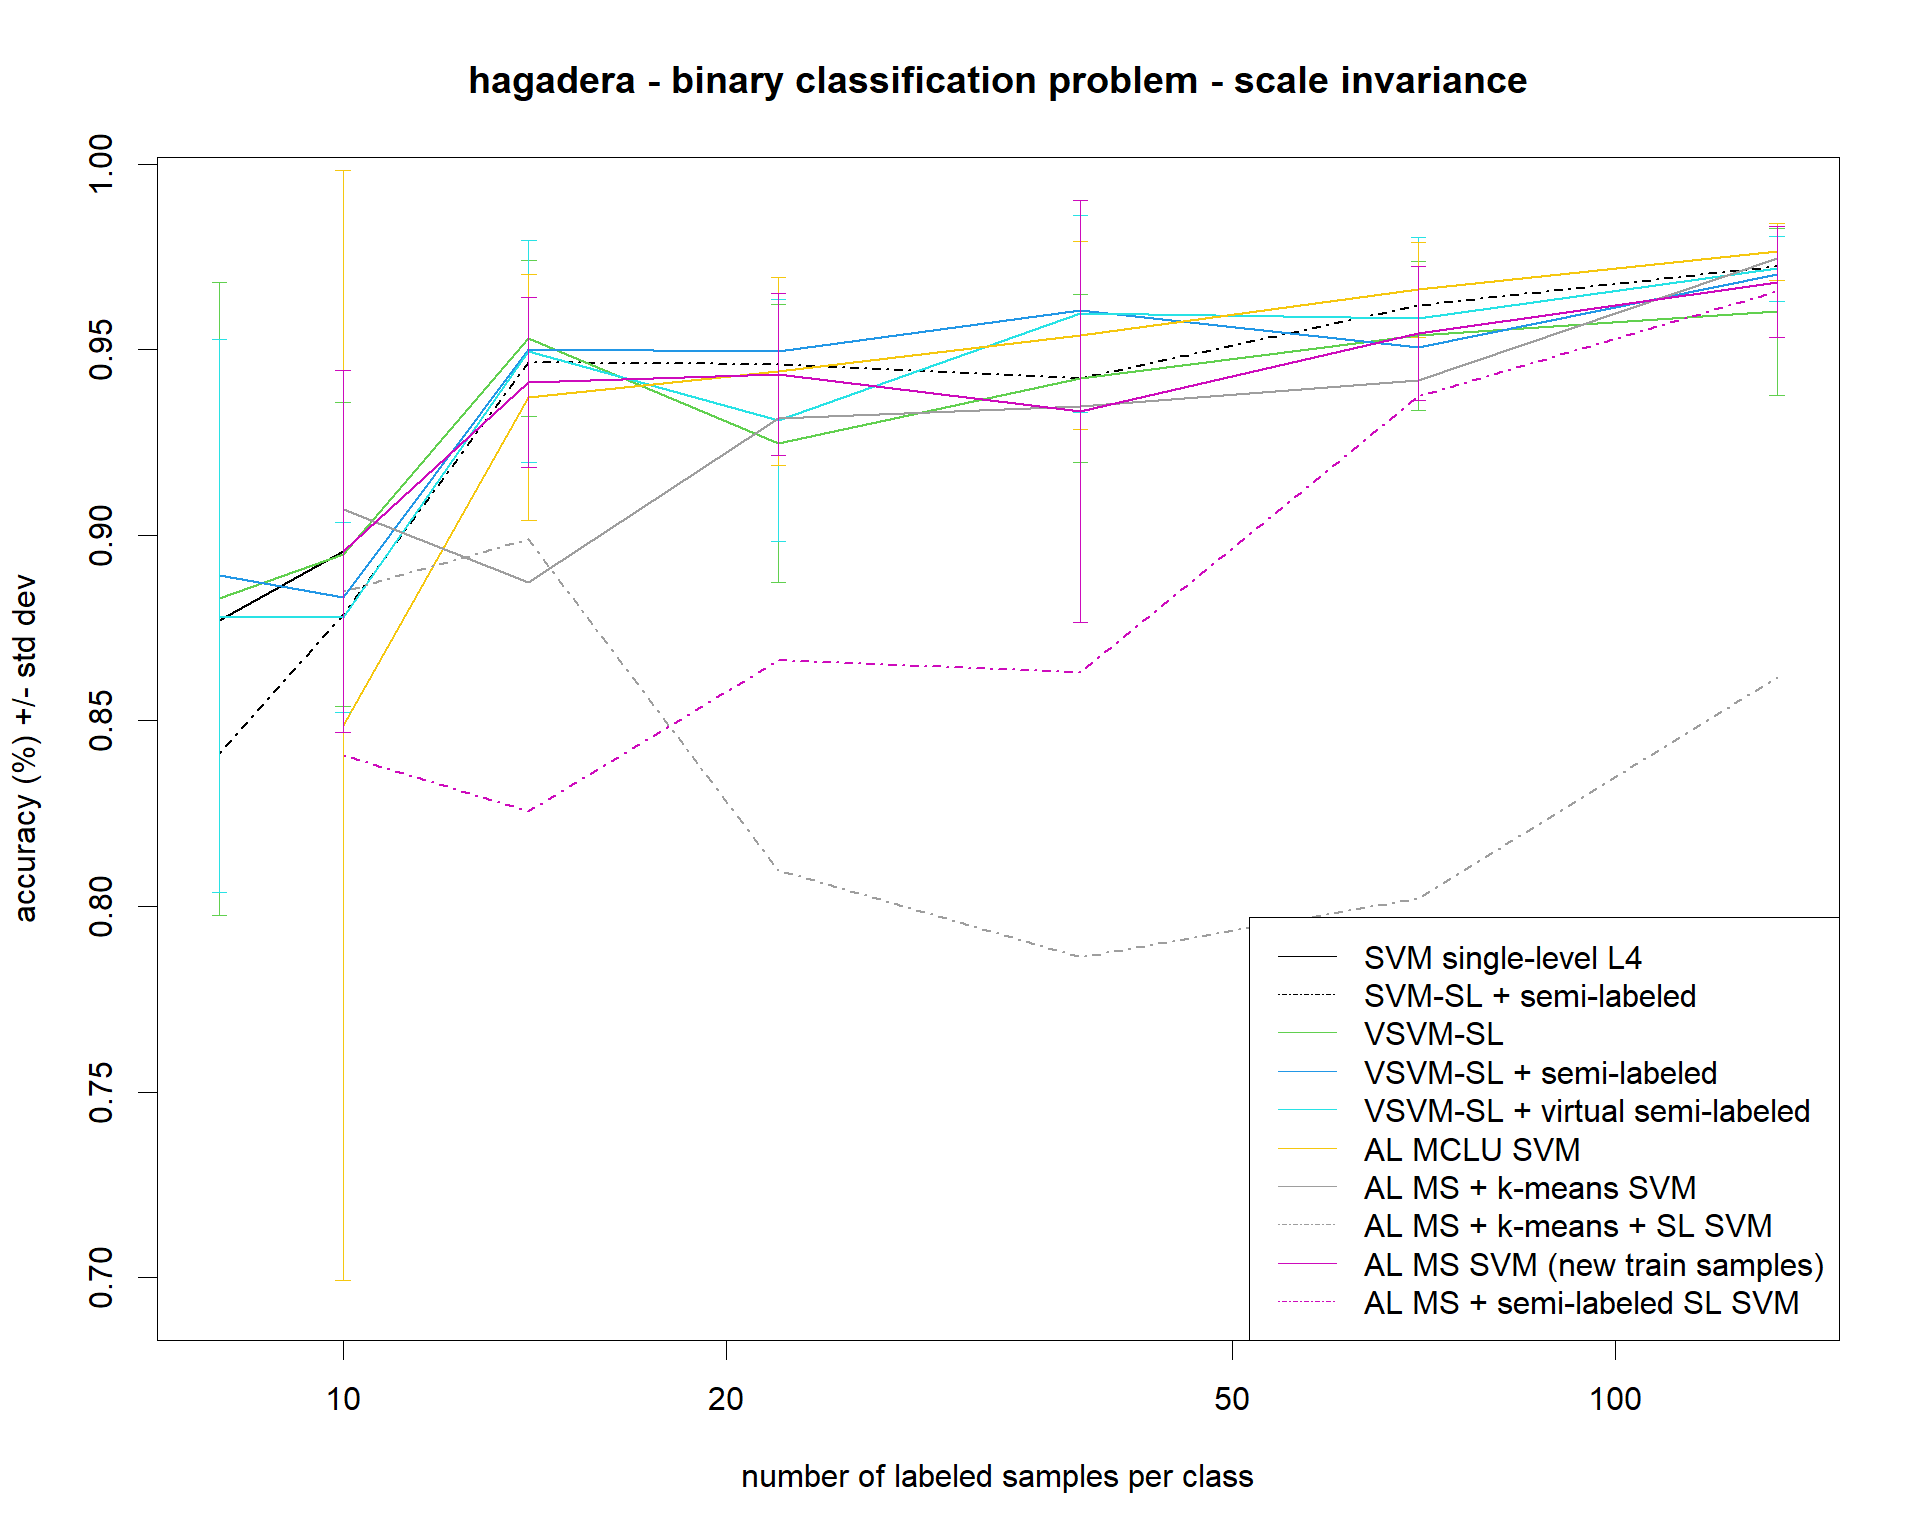 hagadera - binary classification problem - scale invariance
accuracy (%) +/- std dev
1.00
0.95
0.90
0.85
0.80
0.75
0.70
SVM single-level L4
SVM-SL + semi-labeled
VSVM-SL
VSVM-SL + semi-labeled
VSVM-SL + virtual semi-labeled
AL MCLU SVM
AL MS + k-means SVM
AL MS + k-means + SL SVM
AL MS SVM (new train samples)
AL MS + semi-labeled SL SVM
10 20 50 100
number of labeled samples per class